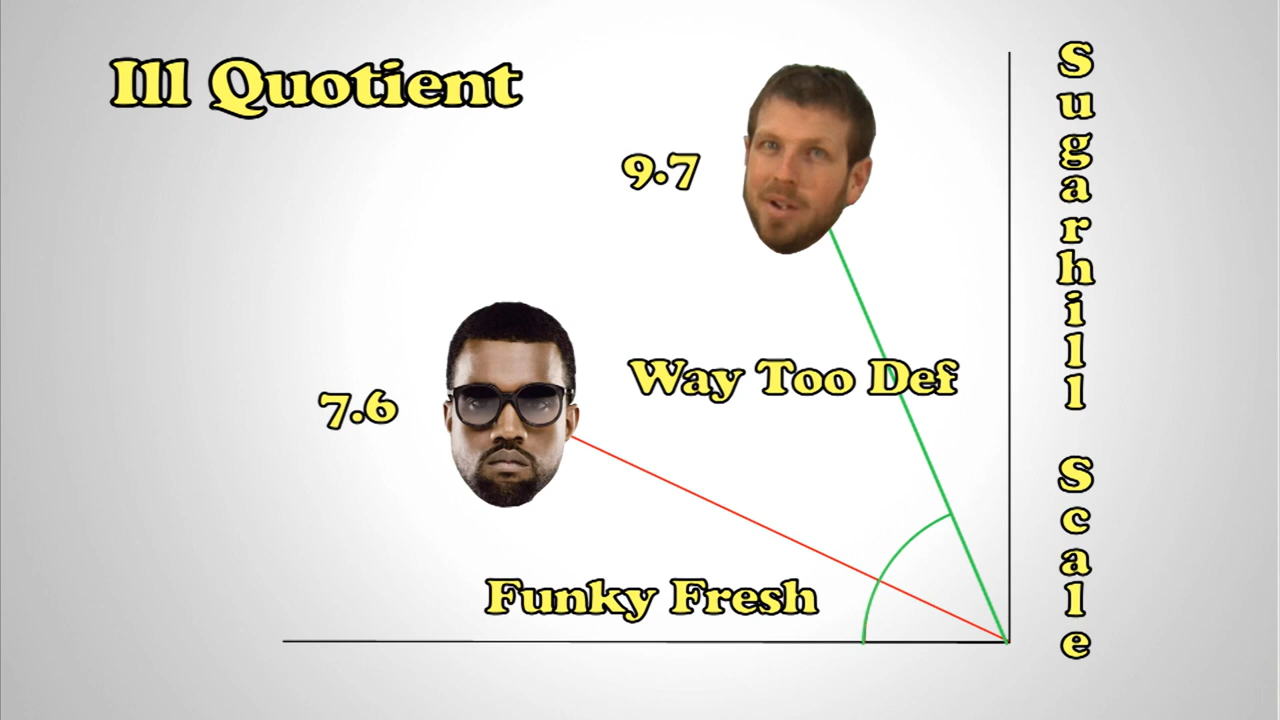 Ill Quotient
9.7
Way Too Def
7.6
Funky Fresh
Sugarhill Scale